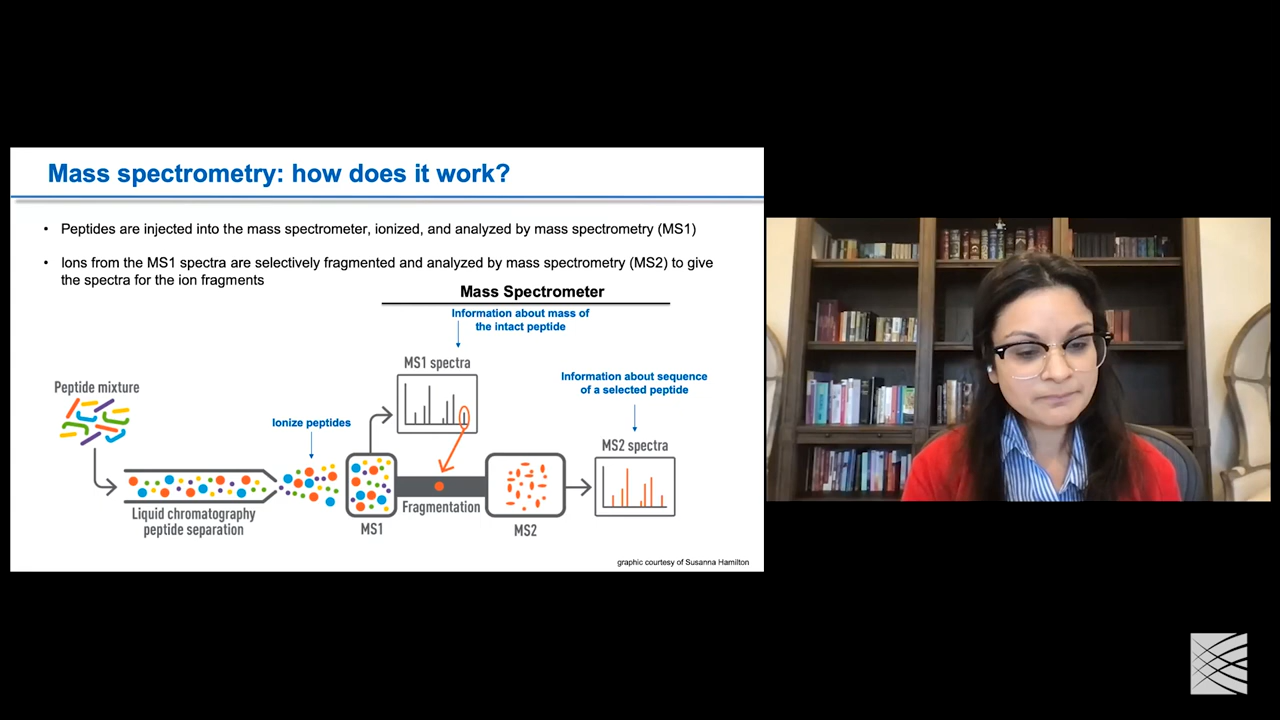 Mass spectrometry: how does it work?
• Peptides are injected into the mass spectrometer, ionized, and analyzed by mass spectrometry (MS1)
• Ions from the MS1 spectra are selectively fragmented and analyzed by mass spectrometry (MS2) to give
the spectra for the ion fragments
Mass Spectrometer
Information about mass of
the intact peptide
MS1 spectra
Information about sequence
of a selected peptide
Peptide mixture
Ionize peptides
MS2 spectra
Liquid chromatography
peptide separation
Fragmentation
MS1
MS2
graphic courtesy of Susanna Hamilton